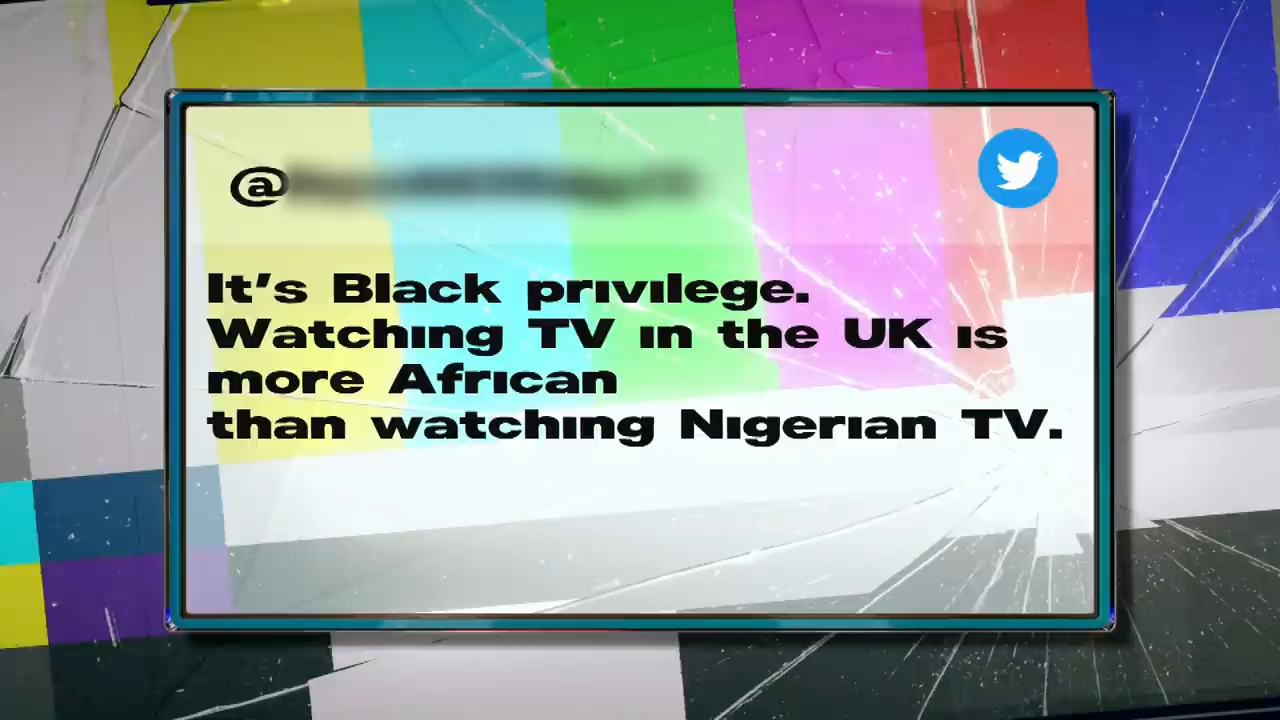 @
It's Black privilege.
Watching TV in the UK is
more African
than watching Nigerian TV.